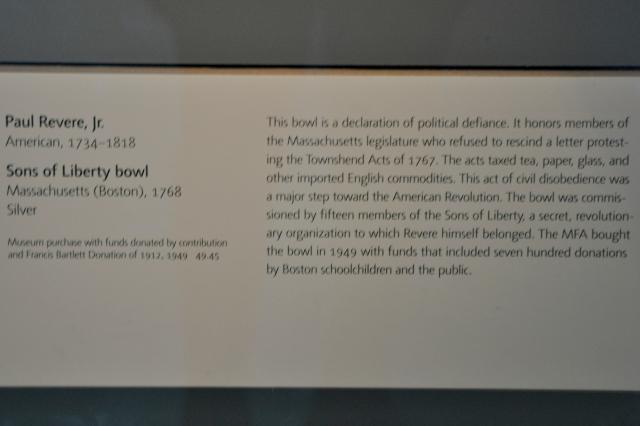 Paul Revere, Jr.
American, 1734–1818
Sons of Liberty bowl
Massachusetts (Boston), 1768
Silver
Museum purchase with funds donated by contribution
and Francis Bartlett Donation of 1912, 1949 49.45
This bowl is a declaration of political defiance. It honors members of
the Massachusetts legislature who refused to rescind a letter protest-
ing the Townshend Acts of 1767. The acts taxed tea, paper, glass, and
other imported English commodities. This act of civil disobedience was
a major step toward the American Revolution. The bowl was commis-
sioned by fifteen members of the Sons of Liberty, a secret, revolution-
ary organization to which Revere himself belonged. The MFA bought
the bowl in 1949 with funds that included seven hundred donations
by Boston schoolchildren and the public.